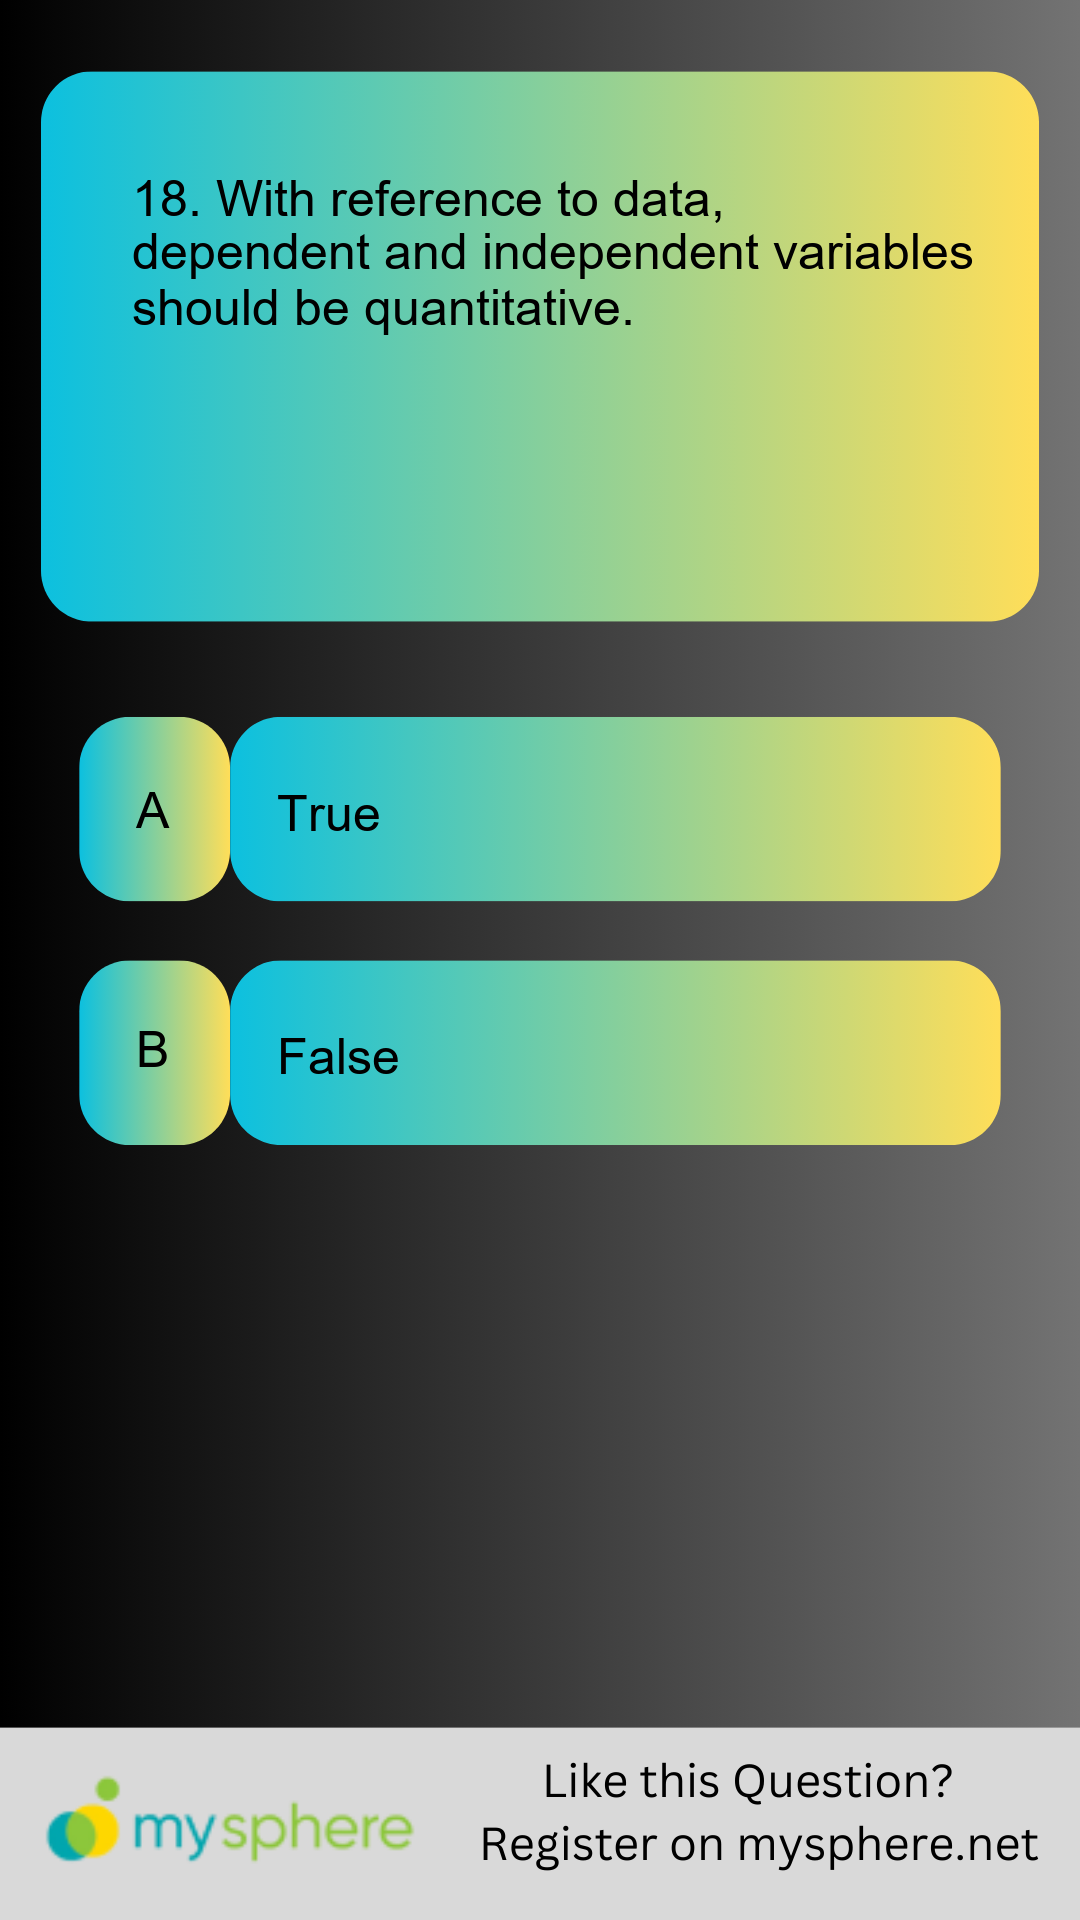 18. With reference to data,
dependent and independent variables
should be quantitative.
A
True
B
False
mysphere
Like this Question?
Register on mysphere.net